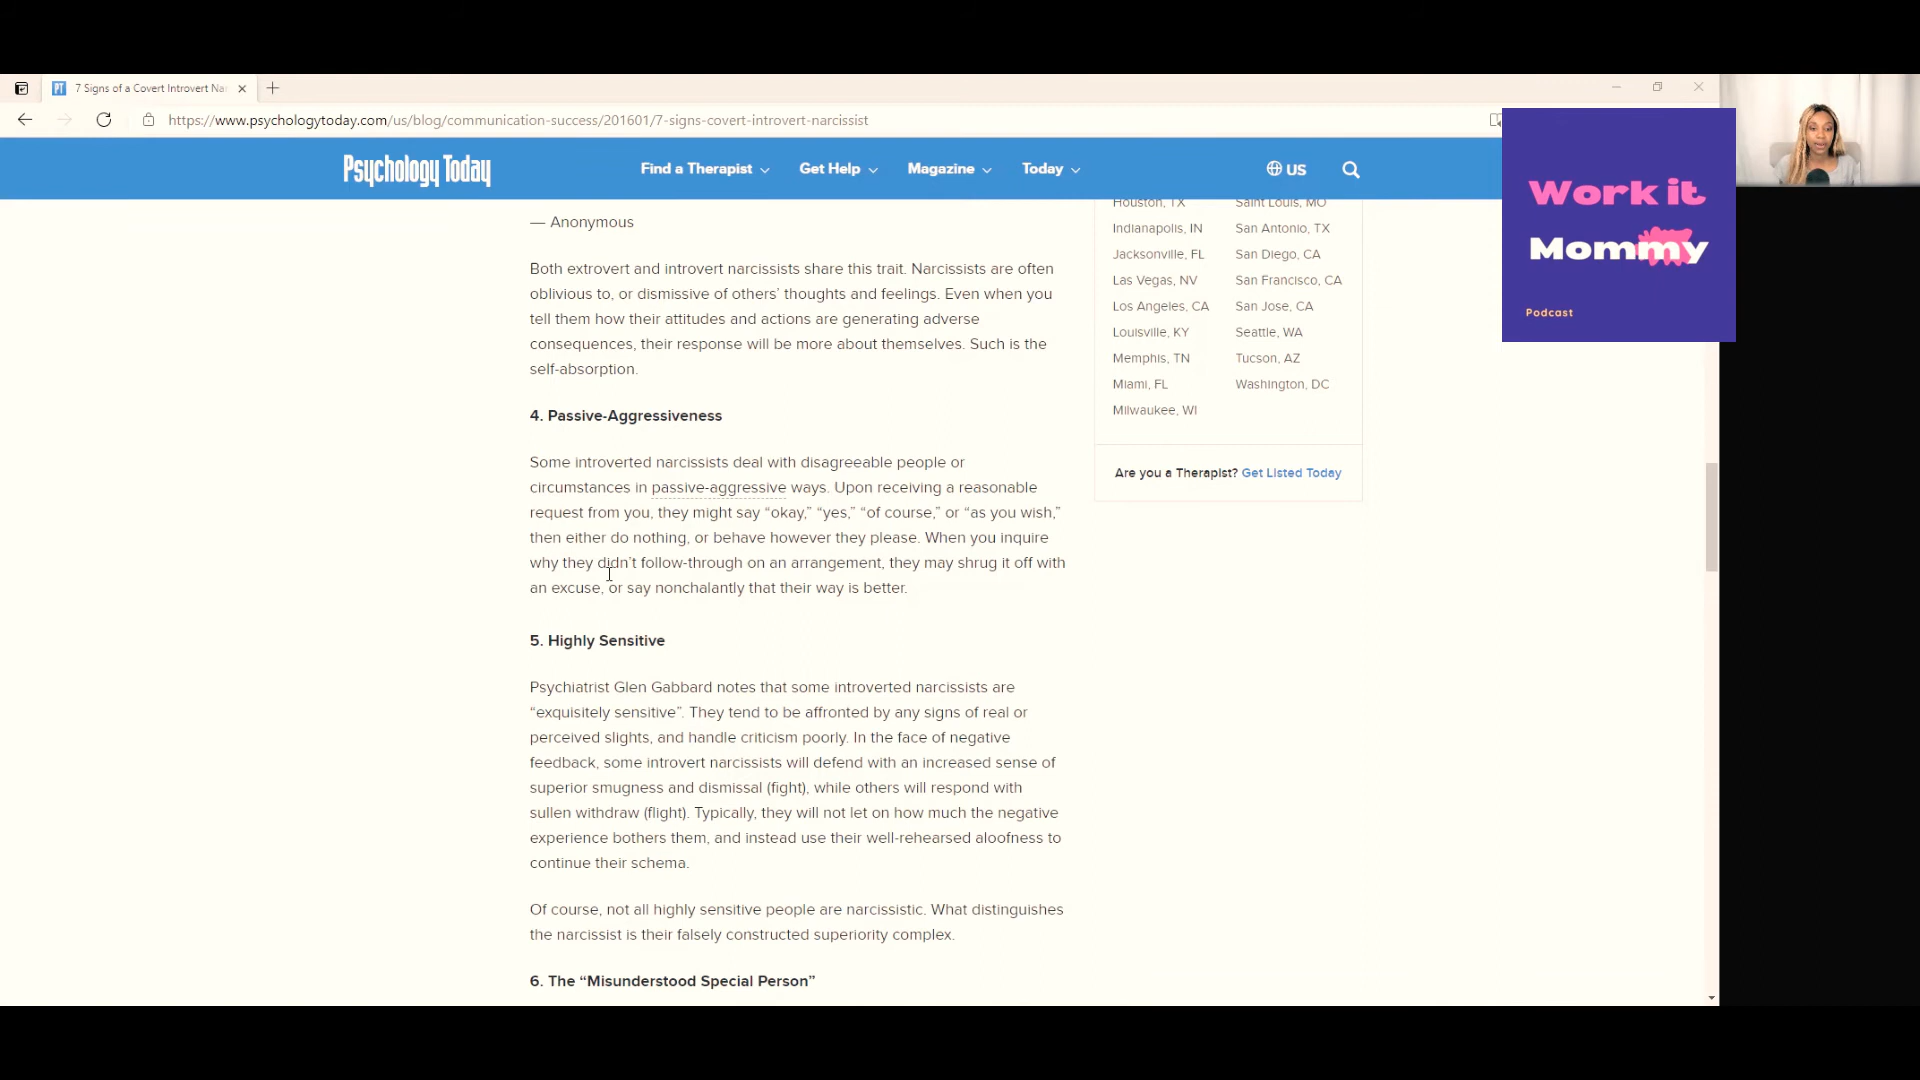 7 Signs of a Covert Introvert Nar
https://www.psychologytoday.com/us/blog/communication-success/201601/7-signs-covert-introvert-narcissist
Psychology Today
Find a Therapist
Get Help
Magazine
Today
US
Work it
Mommy
Podcast
— Anonymous
Both extrovert and introvert narcissists share this trait. Narcissists are often
oblivious to, or dismissive of others’ thoughts and feelings. Even when you
tell them how their attitudes and actions are generating adverse
consequences, their response will be more about themselves. Such is the
self-absorption.
4. Passive-Aggressiveness
Some introverted narcissists deal with disagreeable people or
circumstances in passive-aggressive ways. Upon receiving a reasonable
request from you, they might say “okay,” “yes,” “of course,” or “as you wish,”
then either do nothing, or behave however they please. When you inquire
why they didn’t follow-through on an arrangement, they may shrug it off with
an excuse, or say nonchalantly that their way is better.
5. Highly Sensitive
Psychiatrist Glen Gabbard notes that some introverted narcissists are
“exquisitely sensitive”. They tend to be affronted by any signs of real or
perceived slights, and handle criticism poorly. In the face of negative
feedback, some introvert narcissists will defend with an increased sense of
superior smugness and dismissal (fight), while others will respond with
sullen withdraw (flight). Typically, they will not let on how much the negative
experience bothers them, and instead use their well-rehearsed aloofness to
continue their schema.
Of course, not all highly sensitive people are narcissistic. What distinguishes
the narcissist is their falsely constructed superiority complex.
6. The “Misunderstood Special Person”
Houston, TX
Indianapolis, IN
Jacksonville, FL
Las Vegas, NV
Los Angeles, CA
Louisville, KY
Memphis, TN
Miami, FL
Milwaukee, WI
Saint Louis, MO
San Antonio, TX
San Diego, CA
San Francisco, CA
San Jose, CA
Seattle, WA
Tucson, AZ
Washington, DC
Are you a Therapist? Get Listed Today